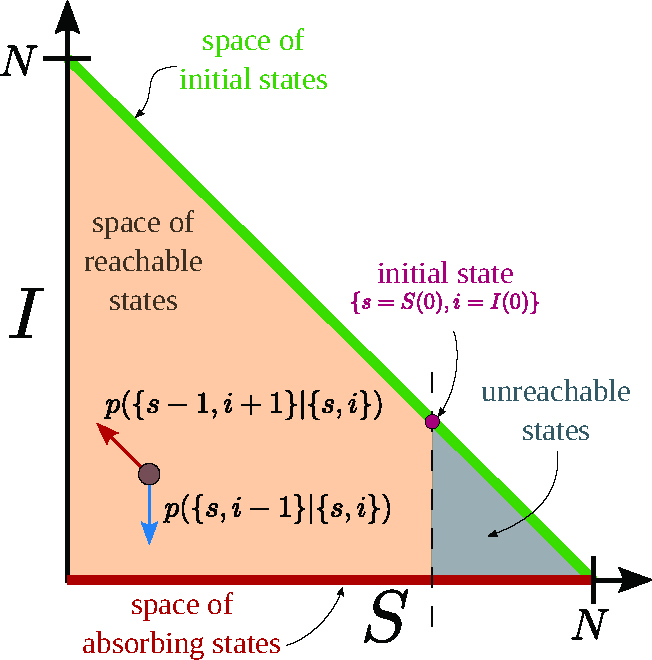 N
space of
initial states
space of
reachable
states
initial state
{s = S(0), i = I(0)}
I
unreachable
states
p({s−1, i+1}|{s, i})
p({s, i−1}|{s, i})
space of
absorbing states
S
N